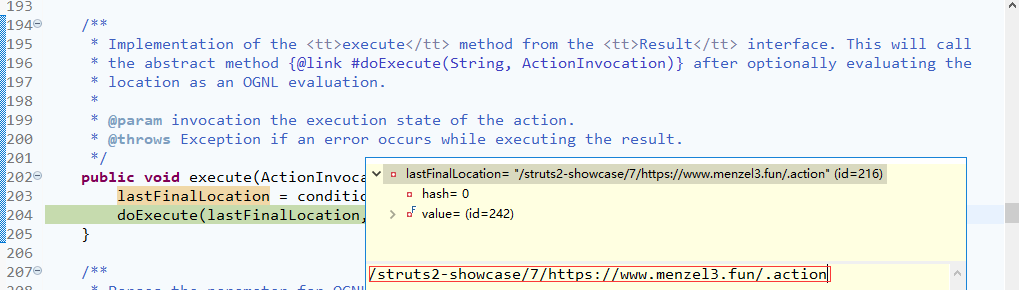 193
194 /**
195 * Implementation of the <tt>execute</tt> method from the <tt>Result</tt> interface. This will call
196 * the abstract method {@link #doExecute(String, ActionInvocation)} after optionally evaluating the
197 * location as an OGNL evaluation.
198 *
199 * @param invocation the execution state of the action.
200 * @throws Exception if an error occurs while executing the result.
201 */
202 public void execute(ActionInvoca
203 lastFinalLocation = conditio
204 doExecute(lastFinalLocation,
205 }
206
207 /**
lastFinalLocation= "/struts2-showcase/7/https://www.menzel3.fun/.action" (id=216)
hash= 0
F value= (id=242)
/struts2-showcase/7/https://www.menzel3.fun/.action